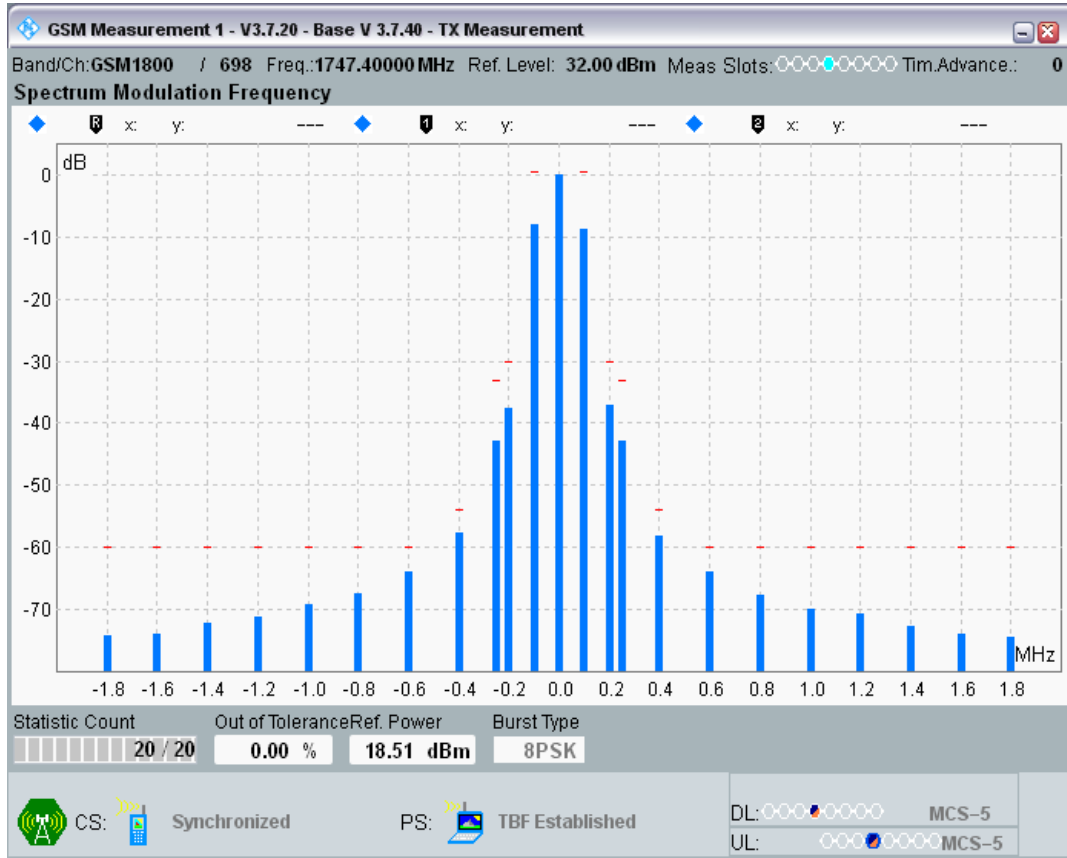 GSM Measurement 1 - V3.7.20 - Base V 3.7.40 - TX Measurement
Band/Ch:GSM1800 / 698 Freq.:1747.40000 MHz Ref. Level: 32.00 dBm Meas Slots: Tim.Advance.: 0
Spectrum Modulation Frequency
R x: y: --- 1 x: y: --- 2 x: y: ---
dB
0
-10
-20
-30
-40
-50
-60
-70
MHz
-1.8 -1.6 -1.4 -1.2 -1.0 -0.8 -0.6 -0.4 -0.2 0.0 0.2 0.4 0.6 0.8 1.0 1.2 1.4 1.6 1.8
Statistic Count Out of Tolerance Ref. Power Burst Type
20 / 20 0.00 % 18.51 dBm 8PSK
CS: Synchronized PS: TBF Established
DL: MCS-5
UL: MCS-5